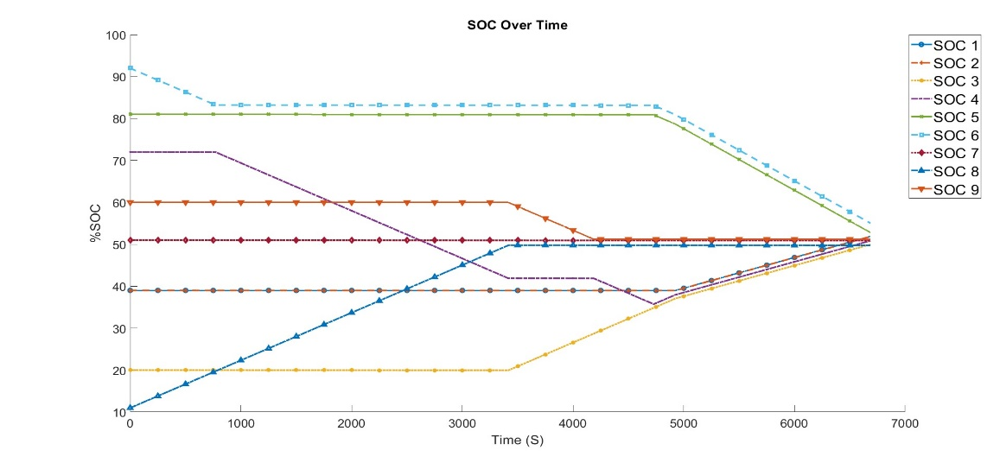 SOC Over Time
100
90
80
70
60
50
40
30
20
10
%SOC
0
1000
2000
3000
4000
5000
6000
7000
Time (S)
SOC 1
SOC 2
SOC 3
SOC 4
SOC 5
SOC 6
SOC 7
SOC 8
SOC 9